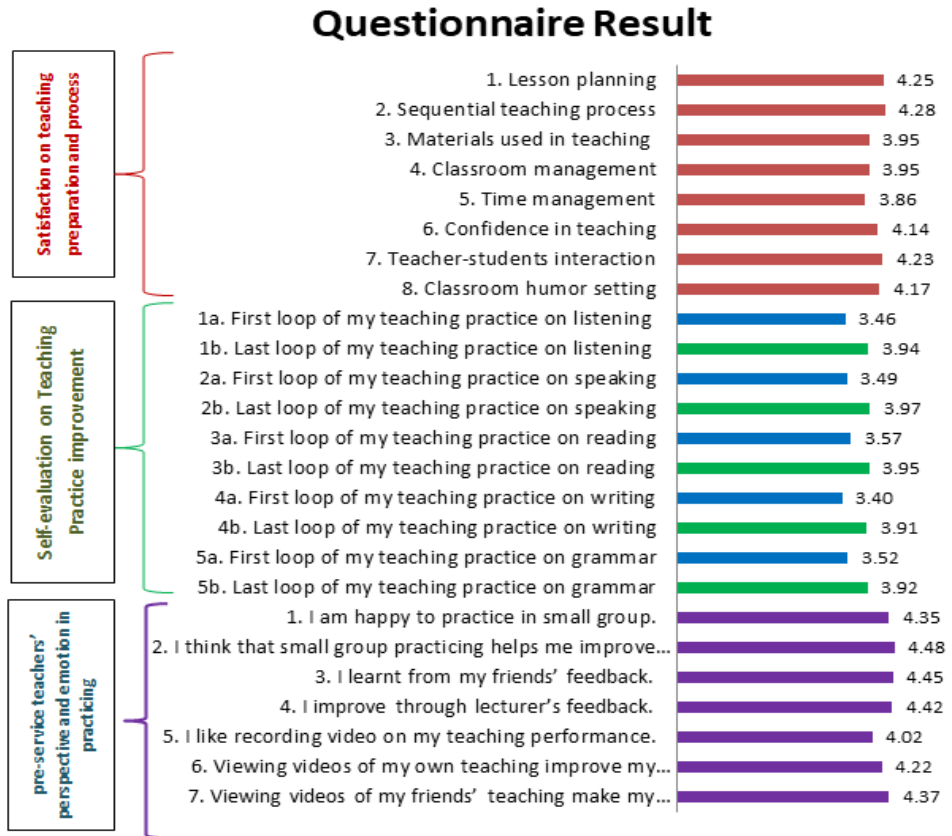 Questionnaire Result
Satisfaction on teaching
preparation and process
1. Lesson planning 4.25
2. Sequential teaching process 4.28
3. Materials used in teaching 3.95
4. Classroom management 3.95
5. Time management 3.86
6. Confidence in teaching 4.14
7. Teacher-students interaction 4.23
8. Classroom humor setting 4.17
Self-evaluation on Teaching
Practice improvement
1a. First loop of my teaching practice on listening 3.46
1b. Last loop of my teaching practice on listening 3.94
2a. First loop of my teaching practice on speaking 3.49
2b. Last loop of my teaching practice on speaking 3.97
3a. First loop of my teaching practice on reading 3.57
3b. Last loop of my teaching practice on reading 3.95
4a. First loop of my teaching practice on writing 3.40
4b. Last loop of my teaching practice on writing 3.91
5a. First loop of my teaching practice on grammar 3.52
5b. Last loop of my teaching practice on grammar 3.92
pre-service teachers'
perspective and emotion in
practicing
1. I am happy to practice in small group. 4.35
2. I think that small group practicing helps me improve... 4.48
3. I learnt from my friends' feedback. 4.45
4. I improve through lecturer's feedback. 4.42
5. I like recording video on my teaching performance. 4.02
6. Viewing videos of my own teaching improve my... 4.22
7. Viewing videos of my friends' teaching make my... 4.37